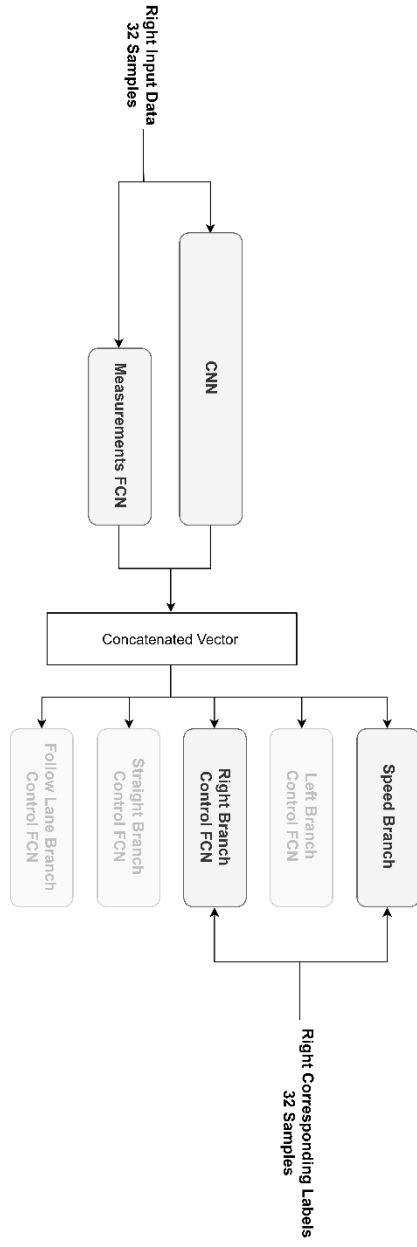 Right Input Data
32 Samples
CNN
Measurements FCN
Concatenated Vector
Speed Branch
Left Branch
Control FCN
Right Branch
Control FCN
Straight Branch
Control FCN
Follow Lane Branch
Control FCN
Right Corresponding Labels
32 Samples